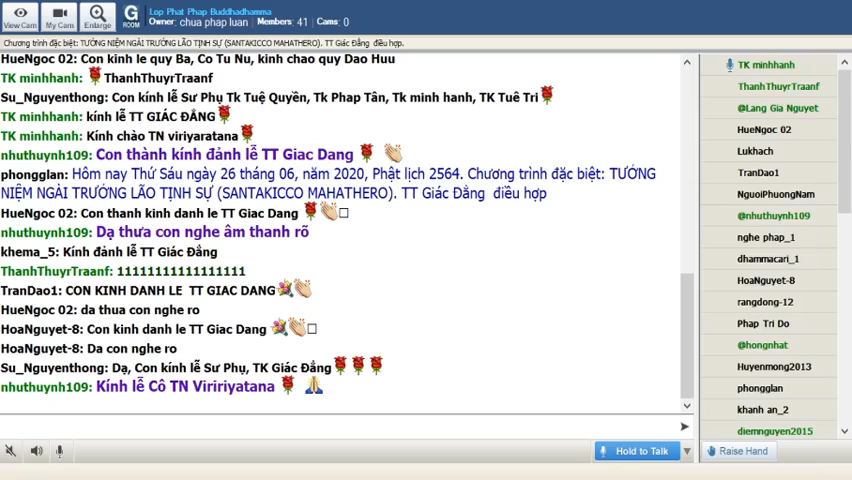 View Cam
My Cam
Enlarge
G
ROOM
Lop Phat Phap Buddhadhamma
Owner: chua phap luan Members: 41 Cams: 0
Chương trình đặc biệt: TƯỞNG NIỆM NGÀI TRƯỞNG LÃO TỊNH SỰ (SANTAKICCO MAHATHERO). TT Giác Đẳng điều hợp.
HueNgoc 02: Con kinh le quy Ba, Co Tu Nu, kinh chao quy Dao Huu
TK minhhanh: ThanhThuyrTraanf
Su_Nguyenthong: Con kính lễ Sư Phụ Tk Tuệ Quyền, Tk Phap Tân, Tk minh hanh, TK Tuê Tri
TK minhhanh: kính lễ TT GIÁC ĐẲNG
TK minhhanh: Kính chào TN viriyaratana
nhuthuynh109: Con thành kính đảnh lễ TT Giac Dang
phongglan: Hôm nay Thứ Sáu ngày 26 tháng 06, năm 2020, Phật lịch 2564. Chương trình đặc biệt: TƯỞNG
NIỆM NGÀI TRƯỞNG LÃO TỊNH SỰ (SANTAKICCO MAHATHERO). TT Giác Đẳng điều hợp
HueNgoc 02: Con thanh kinh danh le TT Giac Dang
nhuthuynh109: Dạ thưa con nghe âm thanh rõ
khema_5: Kính đảnh lễ TT Giác Đẳng
ThanhThuyrTraanf: 11111111111111111
TranDao1: CON KINH DANH LE TT GIAC DANG
HueNgoc 02: da thua con nghe ro
HoaNguyet-8: Con kinh danh le TT Giac Dang
HoaNguyet-8: Da con nghe ro
Su_Nguyenthong: Dạ, Con kính lễ Sư Phụ, TK Giác Đẳng
nhuthuynh109: Kính lễ Cô TN Viririyatana
Hold to Talk
TK minhhanh
ThanhThuyrTraanf
@Lang Gia Nguyet
HueNgoc 02
Lukhach
TranDao1
NguoiPhuongNam
@nhuthuynh109
nghe phap_1
dhammacari_1
HoaNguyet-8
rangdong-12
Phap Tri Do
@hongnhat
Huyenmong2013
phongglan
khanh an_2
diemnguyen2015
Raise Hand